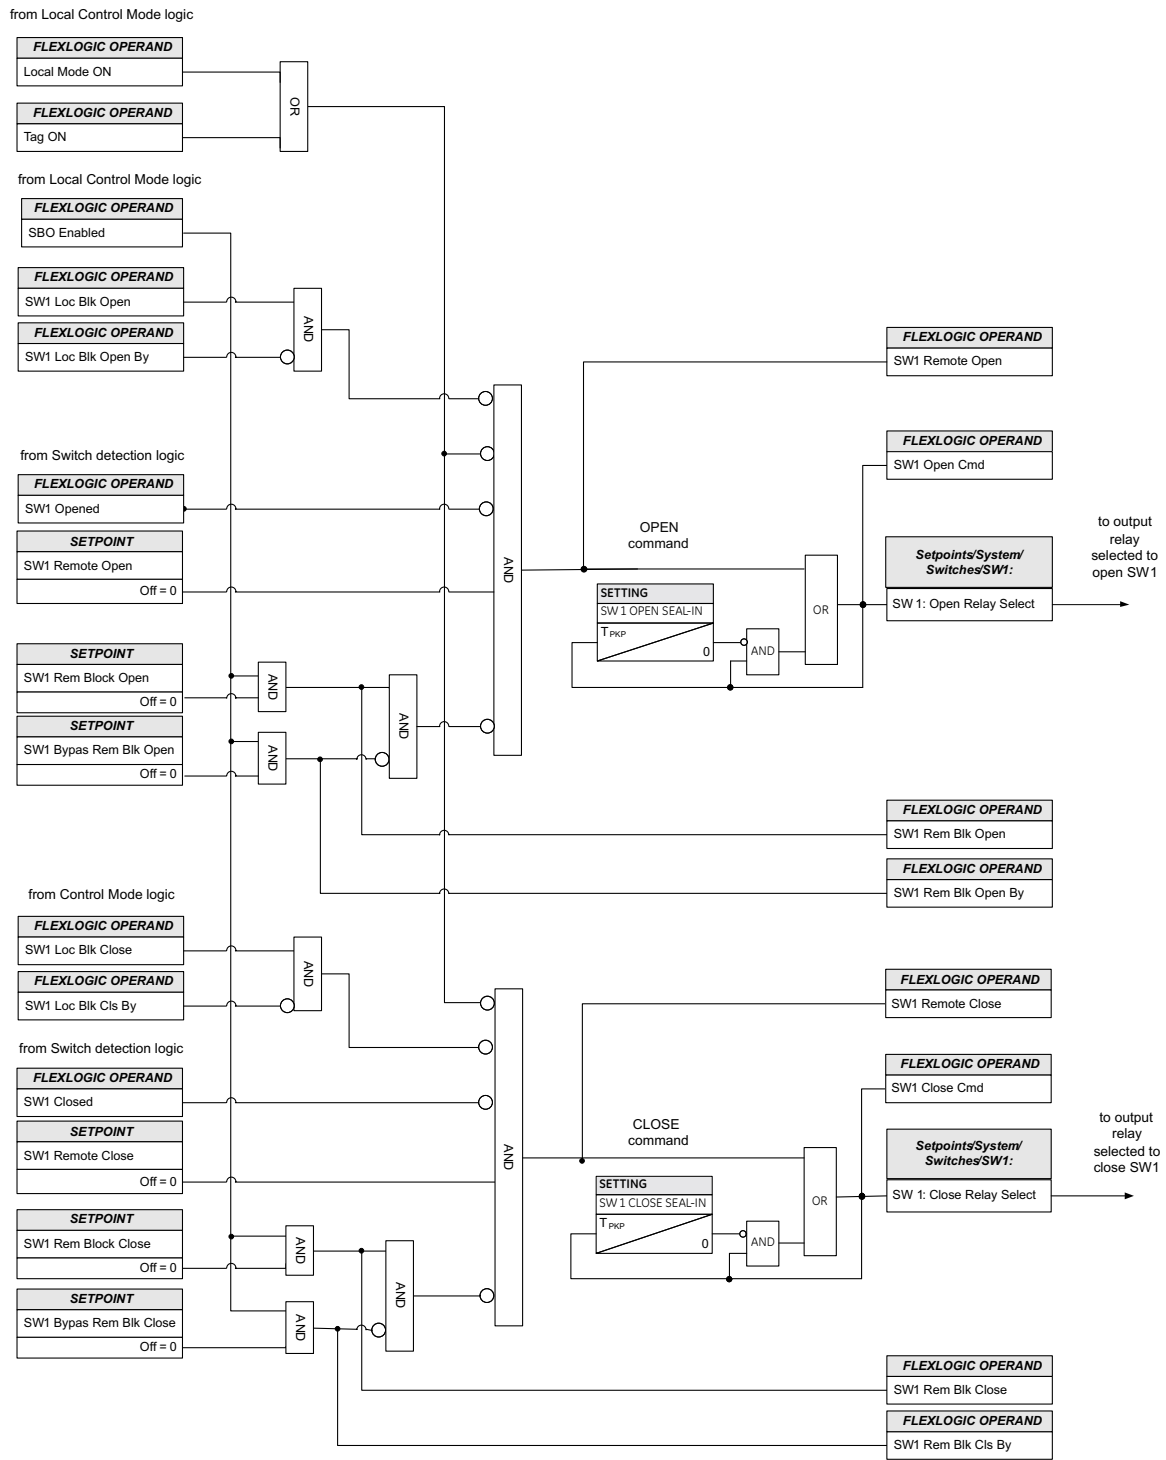 from Local Control Mode logic
FLEXLOGIC OPERAND
Local Mode ON
OR
FLEXLOGIC OPERAND
Tag ON
from Local Control Mode logic
FLEXLOGIC OPERAND
SBO Enabled
FLEXLOGIC OPERAND
SW1 Loc Blk Open
AND
FLEXLOGIC OPERAND
SW1 Loc Blk Open By
FLEXLOGIC OPERAND
SW1 Remote Open
FLEXLOGIC OPERAND
SW1 Open Cmd
from Switch detection logic
FLEXLOGIC OPERAND
SW1 Opened
SETPOINT
SW1 Remote Open
Off = 0
AND
OPEN
command
SETTING
SW 1 OPEN SEAL-IN
T PKP
0
AND
OR
Setpoints/System/
Switches/SW1:
SW 1: Open Relay Select
to output
relay
selected to
open SW1
SETPOINT
SW1 Rem Block Open
Off = 0
AND
SETPOINT
SW1 Bypas Rem Blk Open
Off = 0
AND
AND
FLEXLOGIC OPERAND
SW1 Rem Blk Open
FLEXLOGIC OPERAND
SW1 Rem Blk Open By
from Control Mode logic
FLEXLOGIC OPERAND
SW1 Loc Blk Close
AND
FLEXLOGIC OPERAND
SW1 Loc Blk Cls By
FLEXLOGIC OPERAND
SW1 Remote Close
from Switch detection logic
FLEXLOGIC OPERAND
SW1 Closed
FLEXLOGIC OPERAND
SW1 Close Cmd
SETPOINT
SW1 Remote Close
Off = 0
AND
CLOSE
command
SETTING
SW 1 CLOSE SEAL-IN
T PKP
0
AND
OR
Setpoints/System/
Switches/SW1:
SW 1: Close Relay Select
to output
relay
selected to
close SW1
SETPOINT
SW1 Rem Block Close
Off = 0
AND
SETPOINT
SW1 Bypas Rem Blk Close
Off = 0
AND
AND
FLEXLOGIC OPERAND
SW1 Rem Blk Close
FLEXLOGIC OPERAND
SW1 Rem Blk Cls By